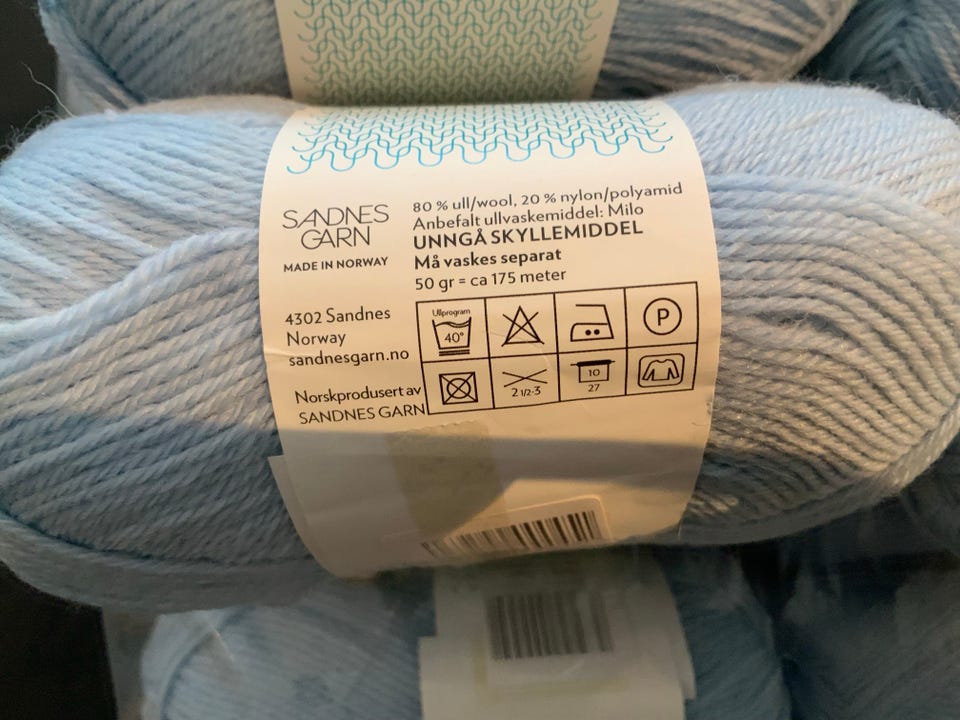 SANDNES
GARN
MADE IN NORWAY
4302 Sandnes
Norway
sandnesgarn.no
Norskprodusert av
SANDNES GARN
80 % ull/wool, 20 % nylon/polyamid
Anbefalt ullvaskemiddel: Milo
UNNGÅ SKYLLEMIDDEL
Må vaskes separat
50 gr = ca 175 meter
Ullprogram
40°
P
2 1/2-3
10
27